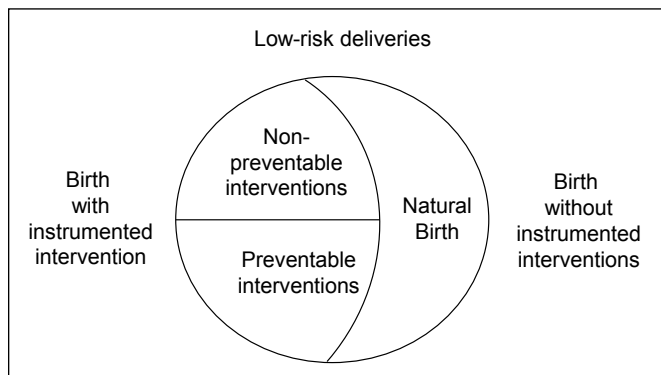 Low-risk deliveries
Non-
preventable
interventions
Birth
with
instrumented
intervention
Natural
Birth
Birth
without
instrumented
interventions
Preventable
interventions